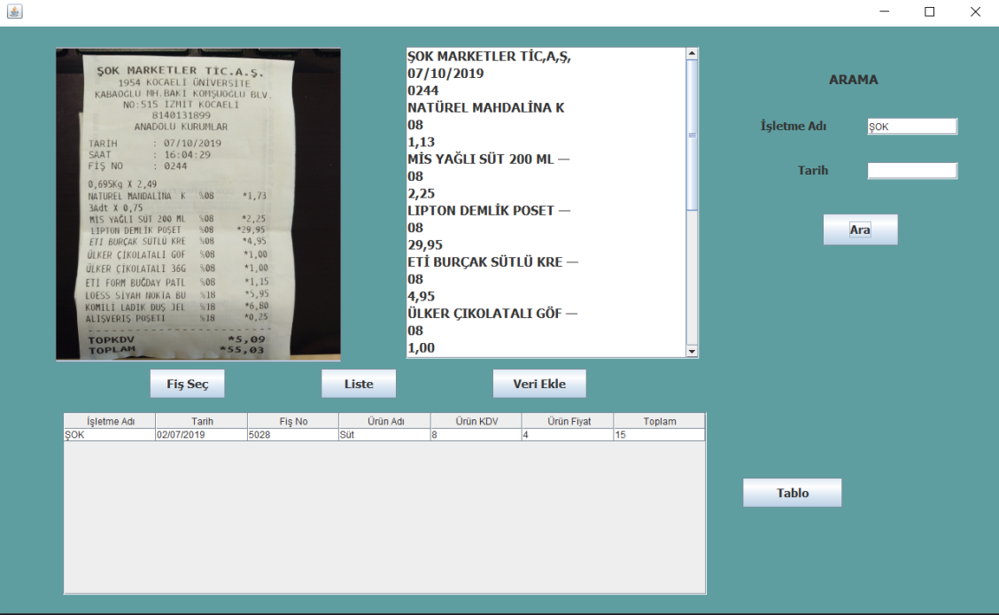 ŞOK MARKETLER TİC.A.Ş.
1954 KOCAELİ ÜNİVERSİTE
KABAOĞLU MH.BAKİ KOMŞUOĞLU BLV.
NO:515 İZMİT KOCAELİ
8140131899
ANADOLU KURUMLAR
TARİH : 07/10/2019
SAAT : 16:04:29
FİŞ NO : 0244
0,695Kg X 2,49
NATUREL MANDALİNA K %08 *1,73
3Adt X 0,75
MİS YAĞLI SÜT 200 ML %08 *2,25
LIPTON DEMLİK POŞET %08 *29,95
ETİ BURÇAK SÜTLÜ KRE %08 *4,95
ÜLKER ÇİKOLATALI GOF %08 *1,00
ÜLKER ÇİKOLATALI 36G %08 *1,00
ETİ FORM BUĞDAY PATL %08 *1,15
LOESS SİYAH NOKTA BU %18 *5,95
KOMİLİ LADİK DUŞ JEL %18 *6,80
ALIŞVERİŞ POŞETİ %18 *0,25
TOPKDV *5,09
TOPLAM *55,03
ŞOK MARKETLER TİC,A,Ş,
07/10/2019
0244
NATÜREL MAHDALİNA K
08
1,13
MİS YAĞLI SÜT 200 ML —
08
2,25
LIPTON DEMLİK POSET —
08
29,95
ETİ BURÇAK SÜTLÜ KRE —
08
4,95
ÜLKER ÇIKOLATALI GÖF —
08
1,00
ARAMA
İşletme Adı ŞOK
Tarih
Ara
Fiş Seç Liste Veri Ekle
İşletme Adı Tarih Fiş No Ürün Adı Ürün KDV Ürün Fiyat Toplam
ŞOK 02/07/2019 5028 Süt 8 4 15
Tablo